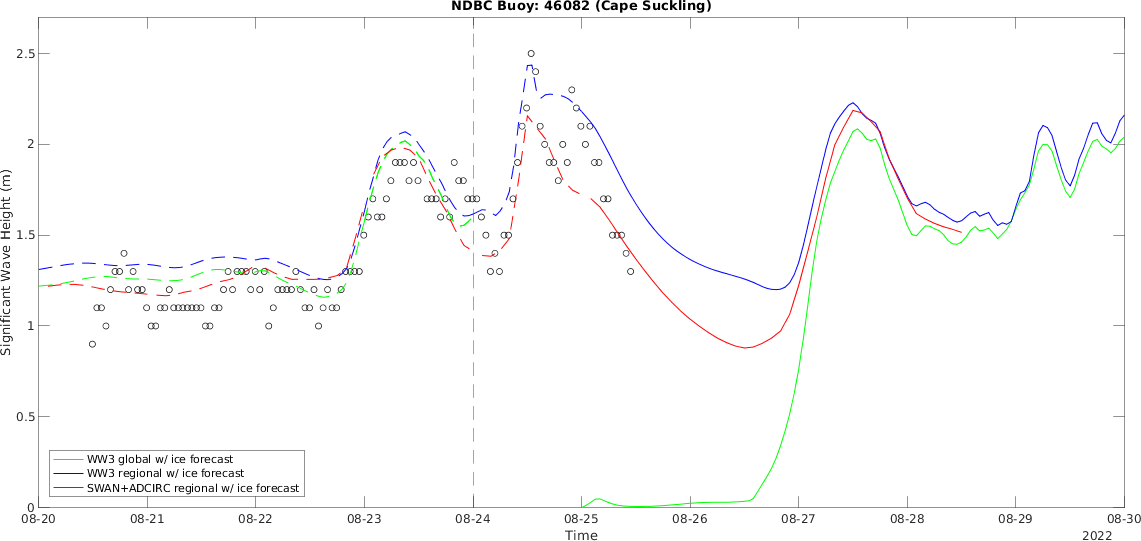 NDBC Buoy: 46082 (Cape Suckling)
2.5
2
1.5
1
0.5
0
Significant Wave Height (m)
WW3 global w/ ice forecast
WW3 regional w/ ice forecast
SWAN+ADCIRC regional w/ ice forecast
08-20 08-21 08-22 08-23 08-24 08-25 08-26 08-27 08-28 08-29 08-30
Time
2022